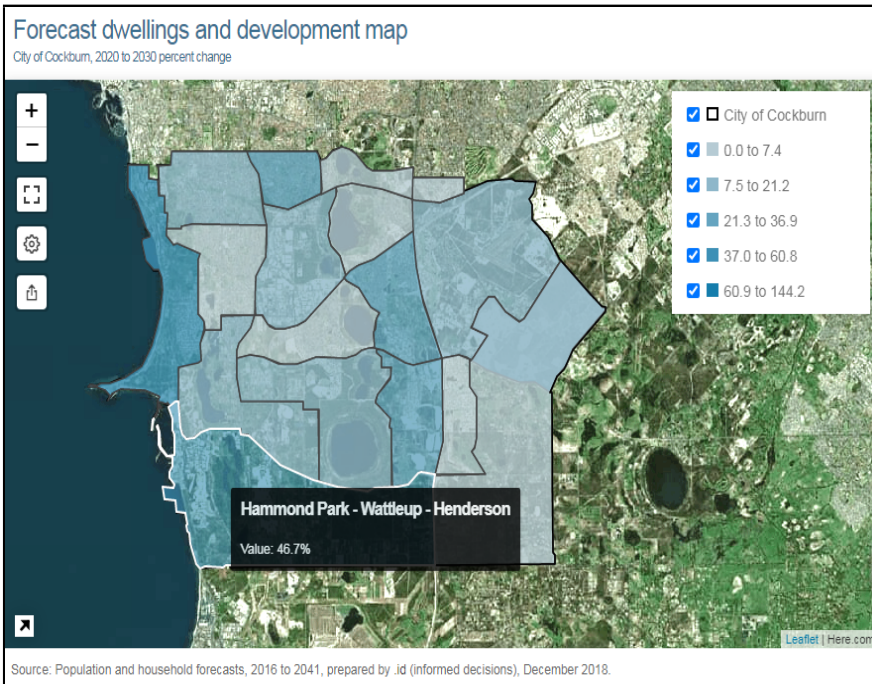 Forecast dwellings and development map
City of Cockburn, 2020 to 2030 percent change
+
−
City of Cockburn
0.0 to 7.4
7.5 to 21.2
21.3 to 36.9
37.0 to 60.8
60.9 to 144.2
Hammond Park - Wattleup - Henderson
Value: 46.7%
Leaflet | Here.com
Source: Population and household forecasts, 2016 to 2041, prepared by .id (informed decisions), December 2018.